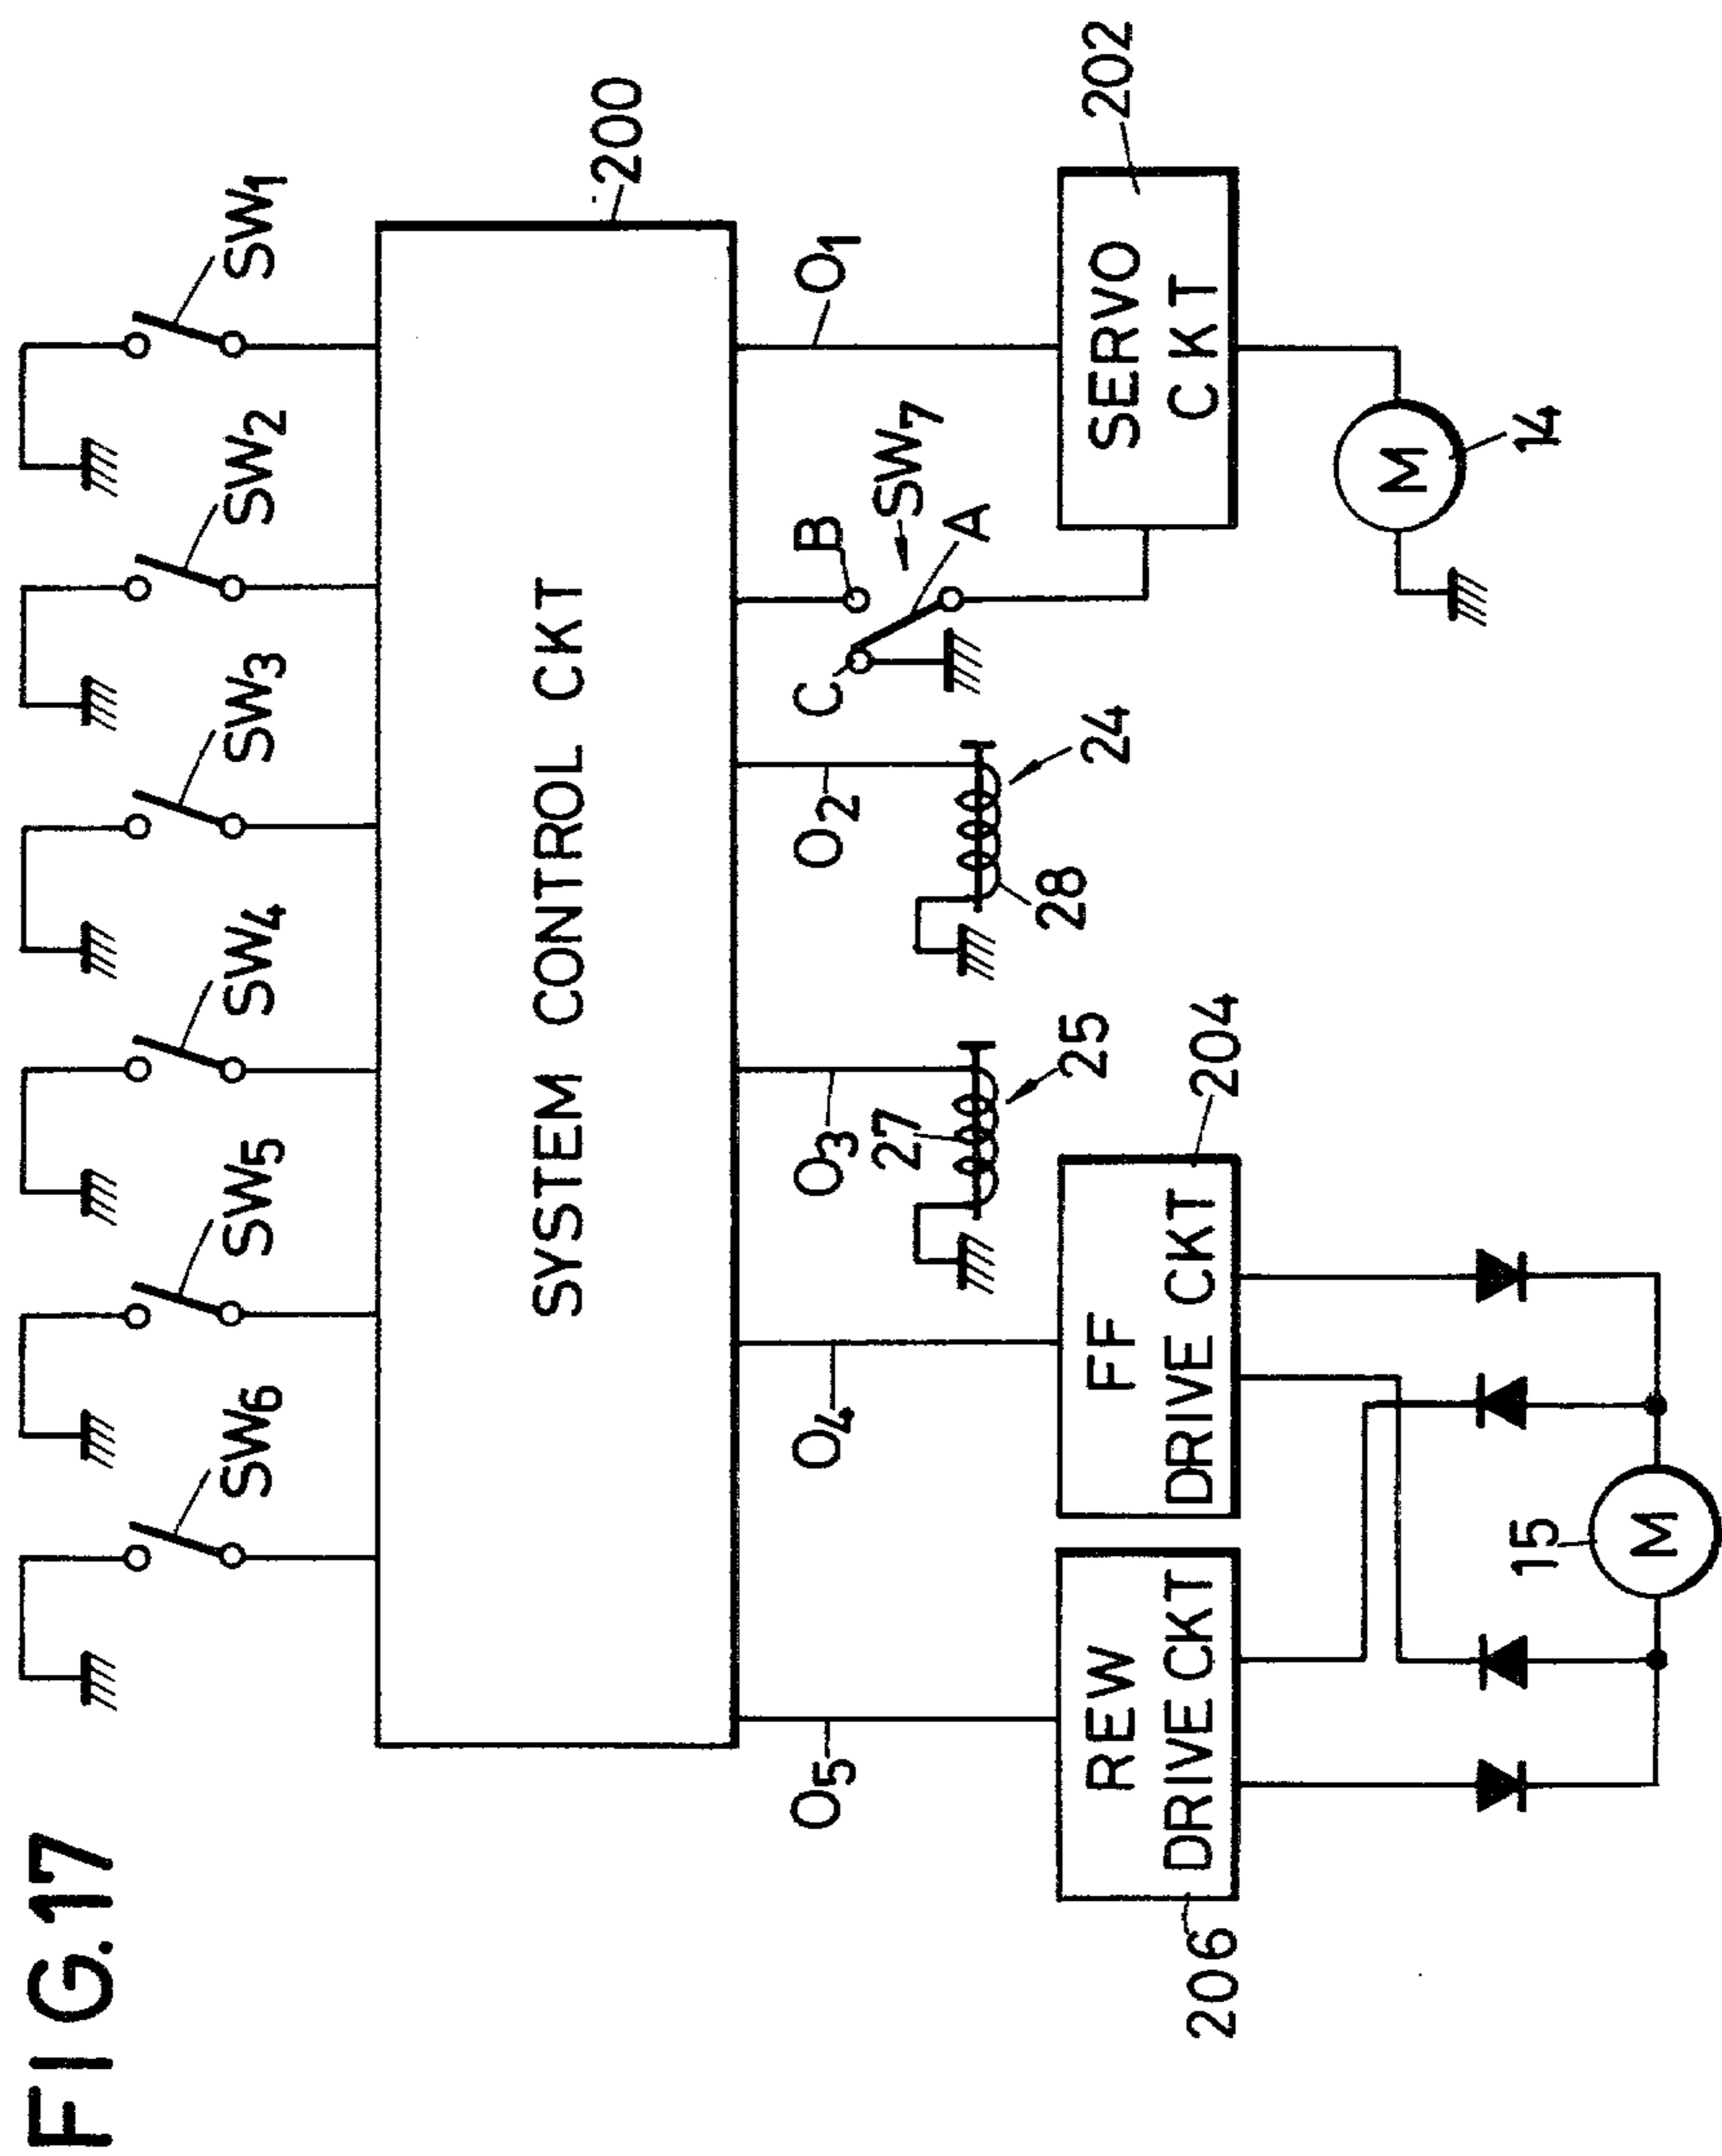 FIG.17
SW6
SW5
SW4
SW3
SW2
SW1
SYSTEM CONTROL CKT
200
O5
O4
O3
O2
C
B
O1
27
25
28
24
SW7
A
REW
DRIVE CKT
206
FF
DRIVE CKT
204
SERVO
CKT
202
15
M
M
14